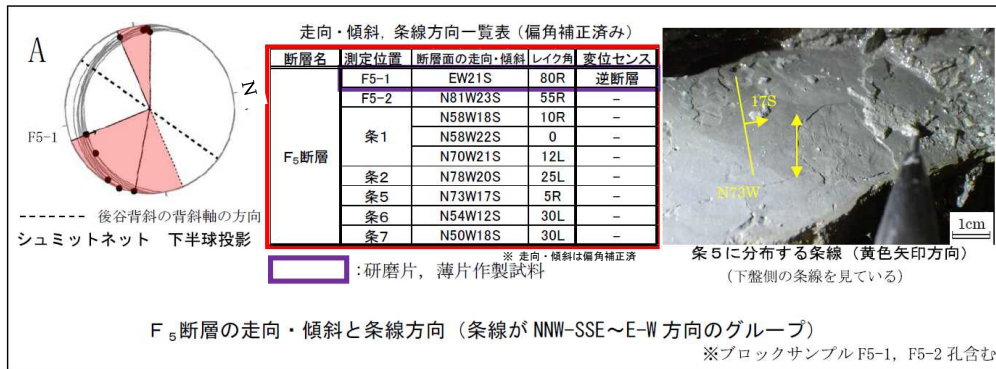 A
N
F5-1
後谷背斜の背斜軸の方向
シュミットネット 下半球投影
走向・傾斜, 条線方向一覧表 (偏角補正済み)
断層名 測定位置 断層面の走向・傾斜 レイク角 変位センス
F5-1 EW21S 80R 逆断層
F5-2 N81W23S 55R －
N58W18S 10R －
条1 N58W22S 0 －
N70W21S 12L －
F₅断層
条2 N78W20S 25L －
条5 N73W17S 5R －
条6 N54W12S 30L －
条7 N50W18S 30L －
※ 走向・傾斜は偏角補正済
:研磨片, 薄片作製試料
17S
N73W
1cm
条5に分布する条線 (黄色矢印方向)
(下盤側の条線を見ている)
F₅断層の走向・傾斜と条線方向 (条線が NNW-SSE～E-W 方向のグループ)
※ブロックサンプル F5-1, F5-2 孔含む